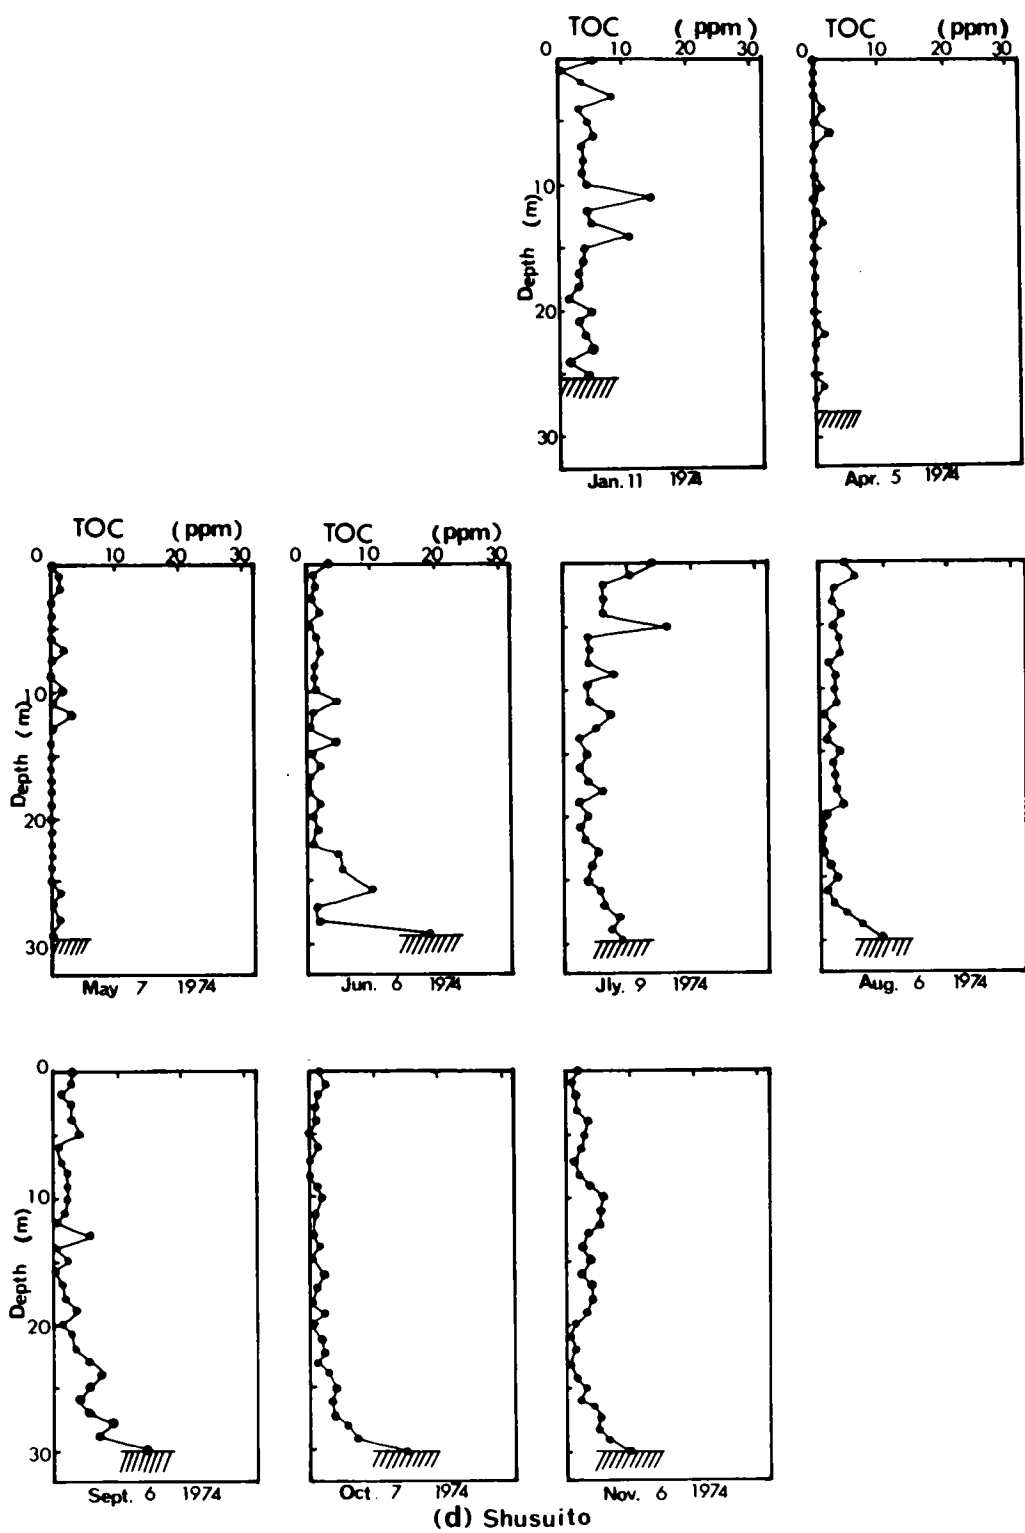 TOC (ppm) TOC (ppm)
0 10 20 30 0 10 20 30
10
Depth (m)
20
30
Jan. 11 1974 Apr. 5 1974
TOC (ppm) TOC (ppm)
0 10 20 30 0 10 20 30
10
Depth (m)
20
30
May 7 1974 Jun. 6 1974 Jly. 9 1974 Aug. 6 1974
0
10
Depth (m)
20
30
Sept. 6 1974 Oct. 7 1974 Nov. 6 1974
(d) Shusuito